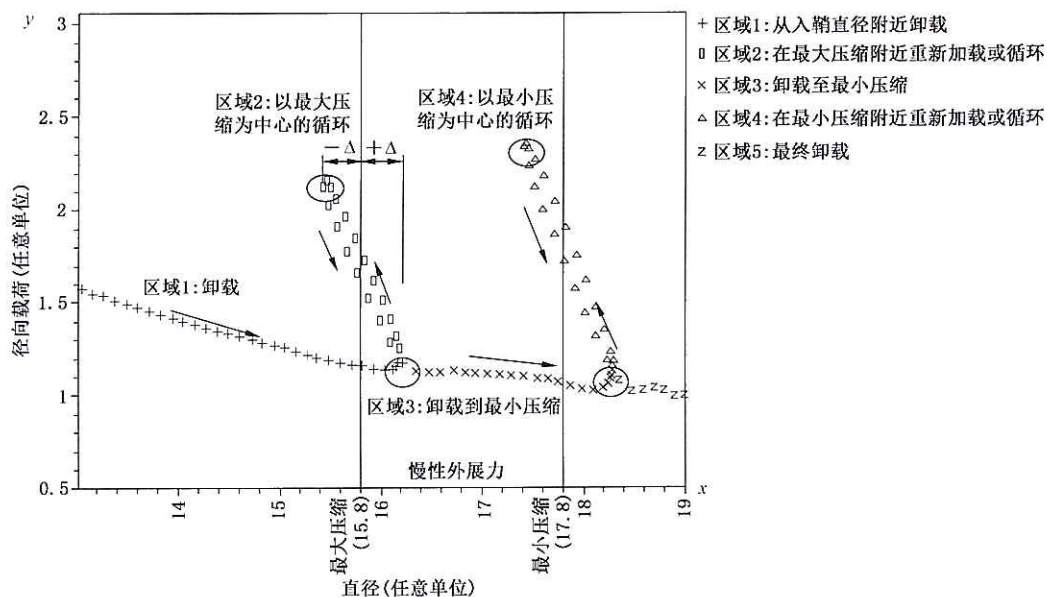 y
3
2.5
2
1.5
1
0.5
径向载荷(任意单位)
区域2:以最大压
缩为中心的循环
－Δ
＋Δ
区域4:以最小压
缩为中心的循环
区域1:卸载
区域3:卸载到最小压缩
慢性外展力
x
14
15
最大压缩
(15.8)
16
17
最小压缩
(17.8)
18
19
直径(任意单位)
+ 区域1:从入鞘直径附近卸载
▯ 区域2:在最大压缩附近重新加载或循环
× 区域3:卸载至最小压缩
△ 区域4:在最小压缩附近重新加载或循环
z 区域5:最终卸载